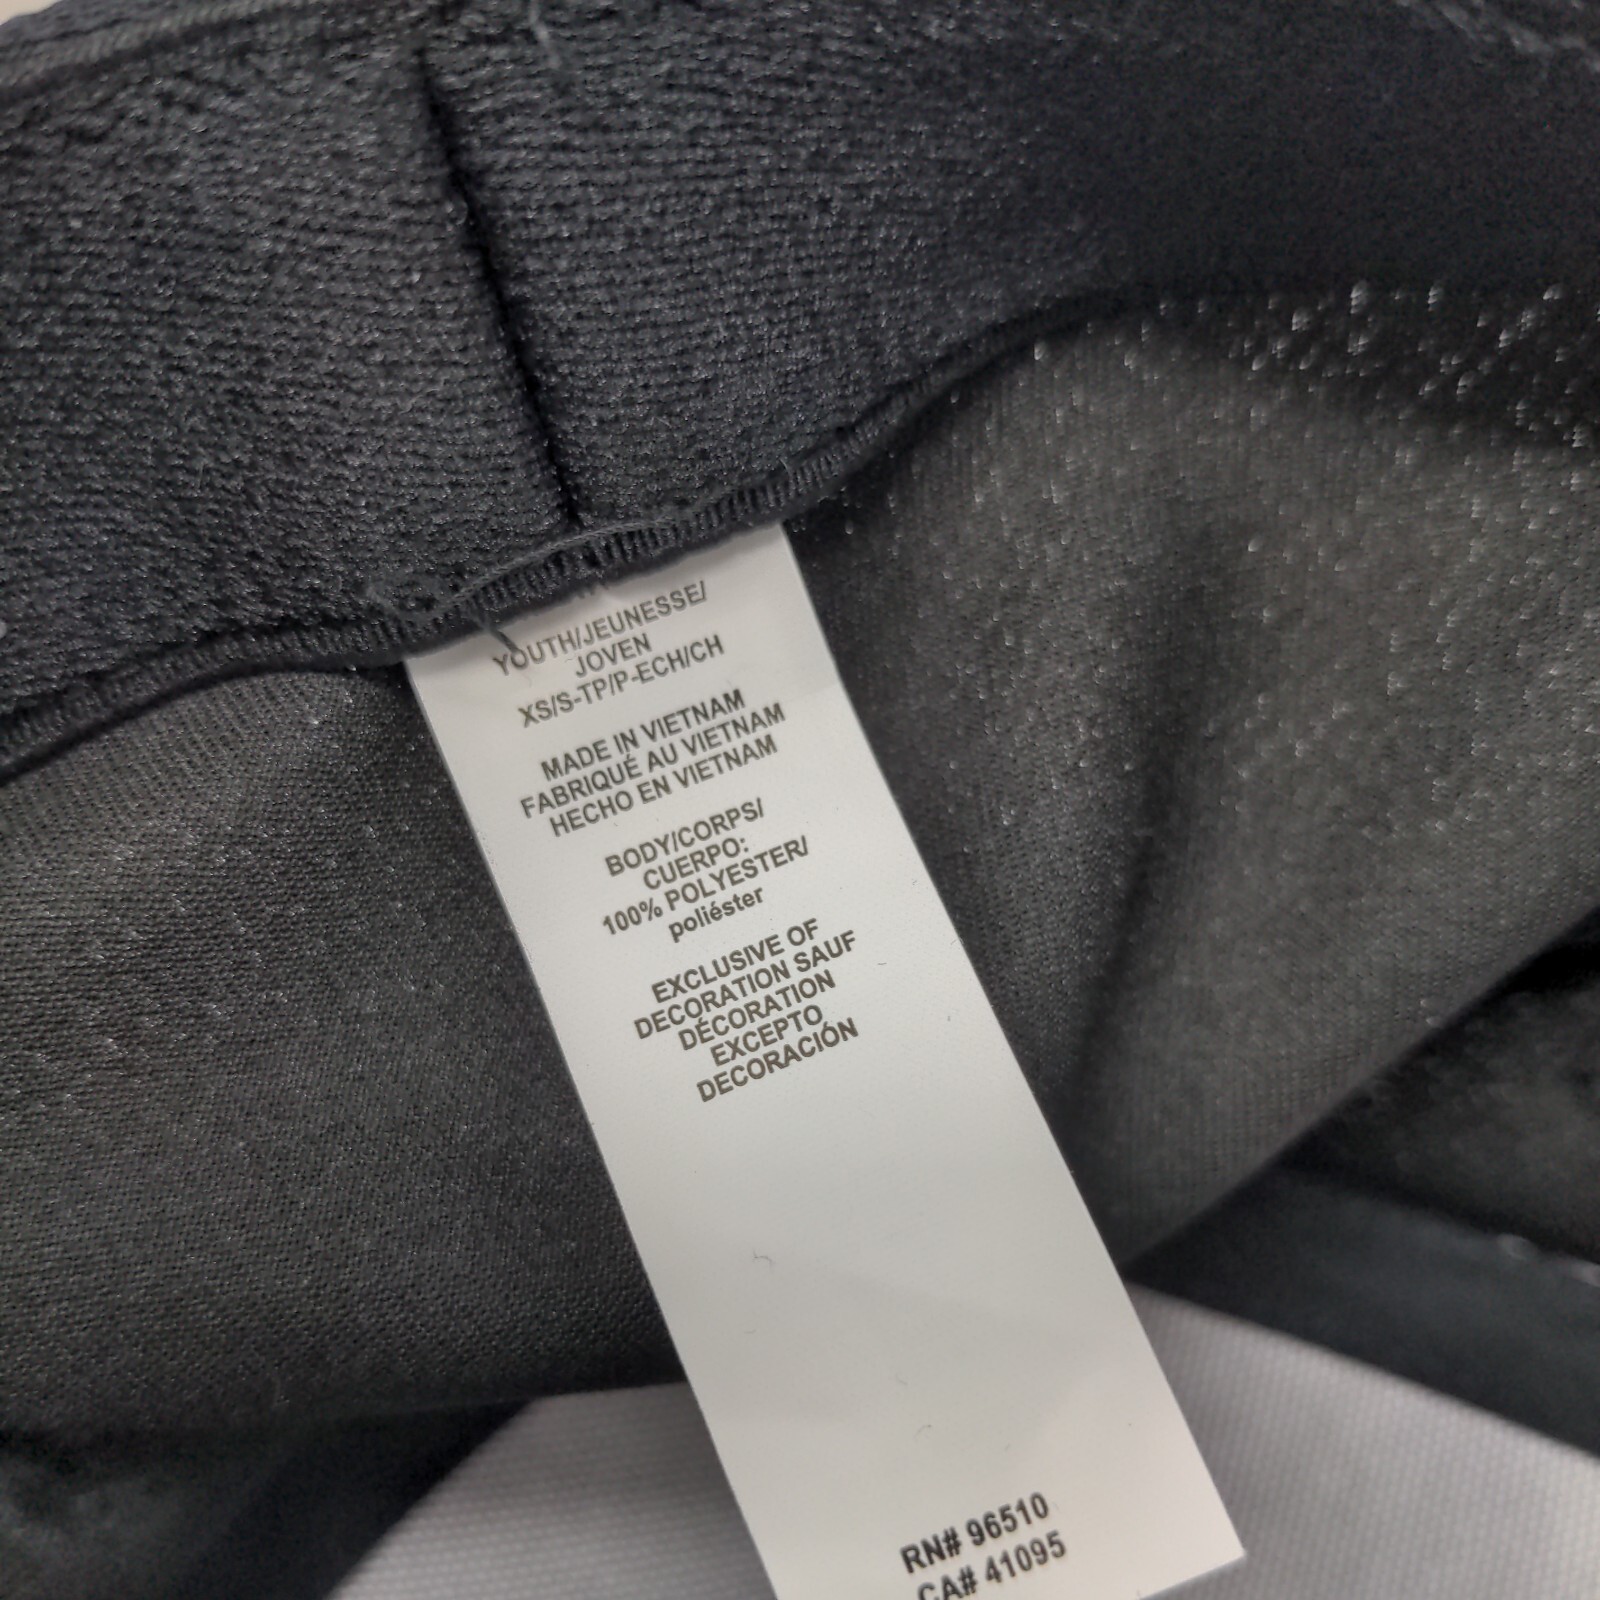 YOUTH/JEUNESSE/
JOVEN
XS/S-TP/P-ECH/CH
MADE IN VIETNAM
FABRIQUÉ AU VIETNAM
HECHO EN VIETNAM
BODY/CORPS/
CUERPO:
100% POLYESTER/
poliéster
EXCLUSIVE OF
DECORATION SAUF
DÉCORATION
EXCEPTO
DECORACIÓN
RN# 96510
CA# 41095